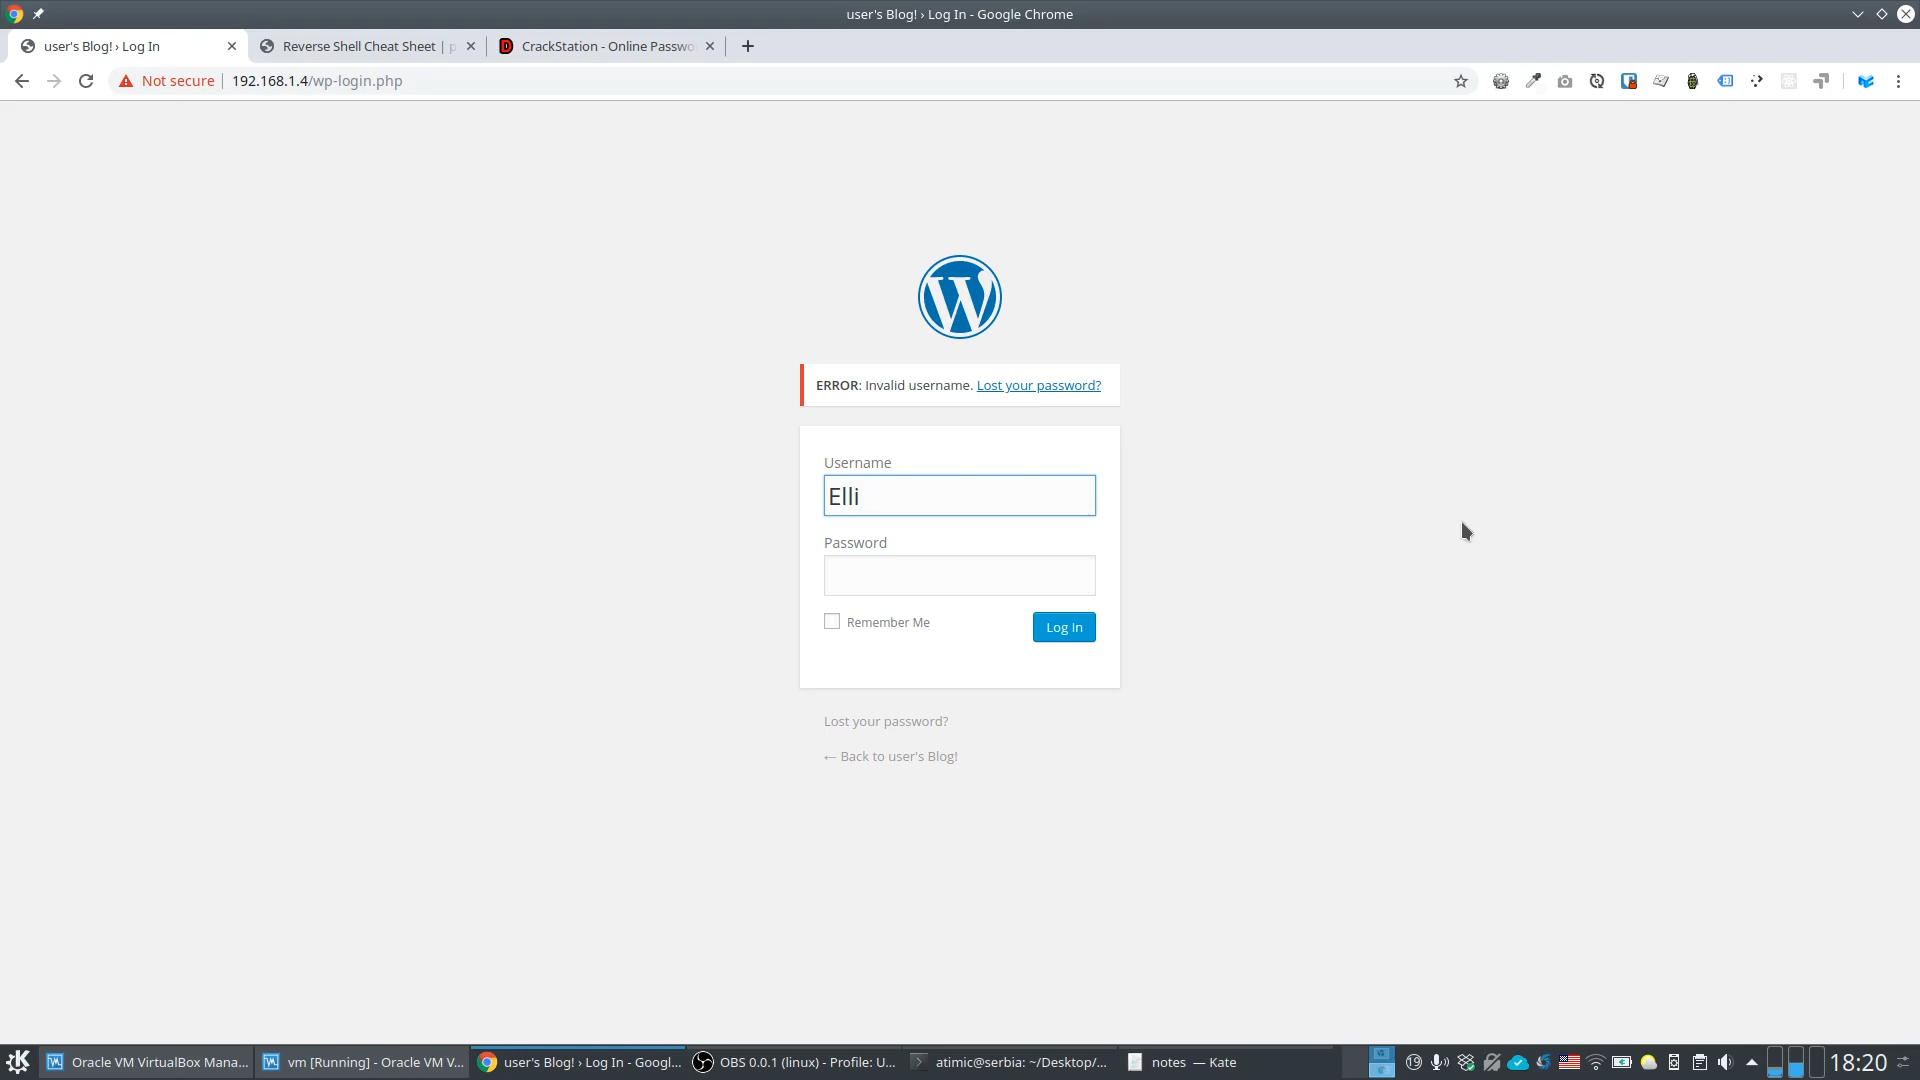 user's Blog! › Log In - Google Chrome
user's Blog! › Log In
Reverse Shell Cheat Sheet | p
CrackStation - Online Passwo
Not secure
192.168.1.4/wp-login.php
ERROR: Invalid username. Lost your password?
Username
Elli
Password
Remember Me
Log In
Lost your password?
← Back to user's Blog!
Oracle VM VirtualBox Mana...
vm [Running] - Oracle VM V...
user's Blog! › Log In - Googl...
OBS 0.0.1 (linux) - Profile: U...
atimic@serbia: ~/Desktop/...
notes — Kate
19
18:20